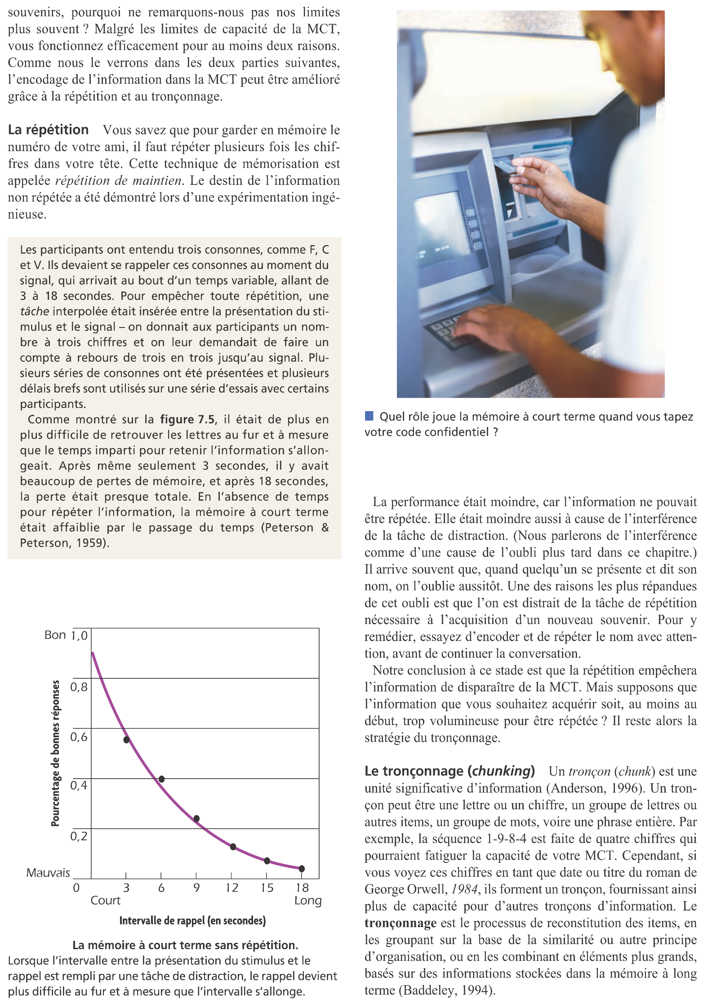 souvenirs, pourquoi ne remarquons-nous pas nos limites
plus souvent ? Malgré les limites de capacité de la MCT,
vous fonctionnez efficacement pour au moins deux raisons.
Comme nous le verrons dans les deux parties suivantes,
l’encodage de l’information dans la MCT peut être amélioré
grâce à la répétition et au tronçonnage.
La répétition Vous savez que pour garder en mémoire le
numéro de votre ami, il faut répéter plusieurs fois les chif-
fres dans votre tête. Cette technique de mémorisation est
appelée répétition de maintien. Le destin de l’information
non répétée a été démontré lors d’une expérimentation ingé-
nieuse.
Les participants ont entendu trois consonnes, comme F, C
et V. Ils devaient se rappeler ces consonnes au moment du
signal, qui arrivait au bout d’un temps variable, allant de
3 à 18 secondes. Pour empêcher toute répétition, une
tâche interpolée était insérée entre la présentation du sti-
mulus et le signal – on donnait aux participants un nom-
bre à trois chiffres et on leur demandait de faire un
compte à rebours de trois en trois jusqu’au signal. Plu-
sieurs séries de consonnes ont été présentées et plusieurs
délais brefs sont utilisés sur une série d’essais avec certains
participants.
Comme montré sur la figure 7.5, il était de plus en
plus difficile de retrouver les lettres au fur et à mesure
que le temps imparti pour retenir l’information s’allon-
geait. Après même seulement 3 secondes, il y avait
beaucoup de pertes de mémoire, et après 18 secondes,
la perte était presque totale. En l’absence de temps
pour répéter l’information, la mémoire à court terme
était affaiblie par le passage du temps (Peterson &
Peterson, 1959).
Bon 1,0
0,8
0,6
0,4
0,2
Mauvais
Pourcentage de bonnes réponses
0 3 6 9 12 15 18
Court Long
Intervalle de rappel (en secondes)
La mémoire à court terme sans répétition.
Lorsque l’intervalle entre la présentation du stimulus et le
rappel est rempli par une tâche de distraction, le rappel devient
plus difficile au fur et à mesure que l’intervalle s’allonge.
Quel rôle joue la mémoire à court terme quand vous tapez
votre code confidentiel ?
La performance était moindre, car l’information ne pouvait
être répétée. Elle était moindre aussi à cause de l’interférence
de la tâche de distraction. (Nous parlerons de l’interférence
comme d’une cause de l’oubli plus tard dans ce chapitre.)
Il arrive souvent que, quand quelqu’un se présente et dit son
nom, on l’oublie aussitôt. Une des raisons les plus répandues
de cet oubli est que l’on est distrait de la tâche de répétition
nécessaire à l’acquisition d’un nouveau souvenir. Pour y
remédier, essayez d’encoder et de répéter le nom avec atten-
tion, avant de continuer la conversation.
Notre conclusion à ce stade est que la répétition empêchera
l’information de disparaître de la MCT. Mais supposons que
l’information que vous souhaitez acquérir soit, au moins au
début, trop volumineuse pour être répétée ? Il reste alors la
stratégie du tronçonnage.
Le tronçonnage (chunking) Un tronçon (chunk) est une
unité significative d’information (Anderson, 1996). Un tron-
çon peut être une lettre ou un chiffre, un groupe de lettres ou
autres items, un groupe de mots, voire une phrase entière. Par
exemple, la séquence 1-9-8-4 est faite de quatre chiffres qui
pourraient fatiguer la capacité de votre MCT. Cependant, si
vous voyez ces chiffres en tant que date ou titre du roman de
George Orwell, 1984, ils forment un tronçon, fournissant ainsi
plus de capacité pour d’autres tronçons d’information. Le
tronçonnage est le processus de reconstitution des items, en
les groupant sur la base de la similarité ou autre principe
d’organisation, ou en les combinant en éléments plus grands,
basés sur des informations stockées dans la mémoire à long
terme (Baddeley, 1994).